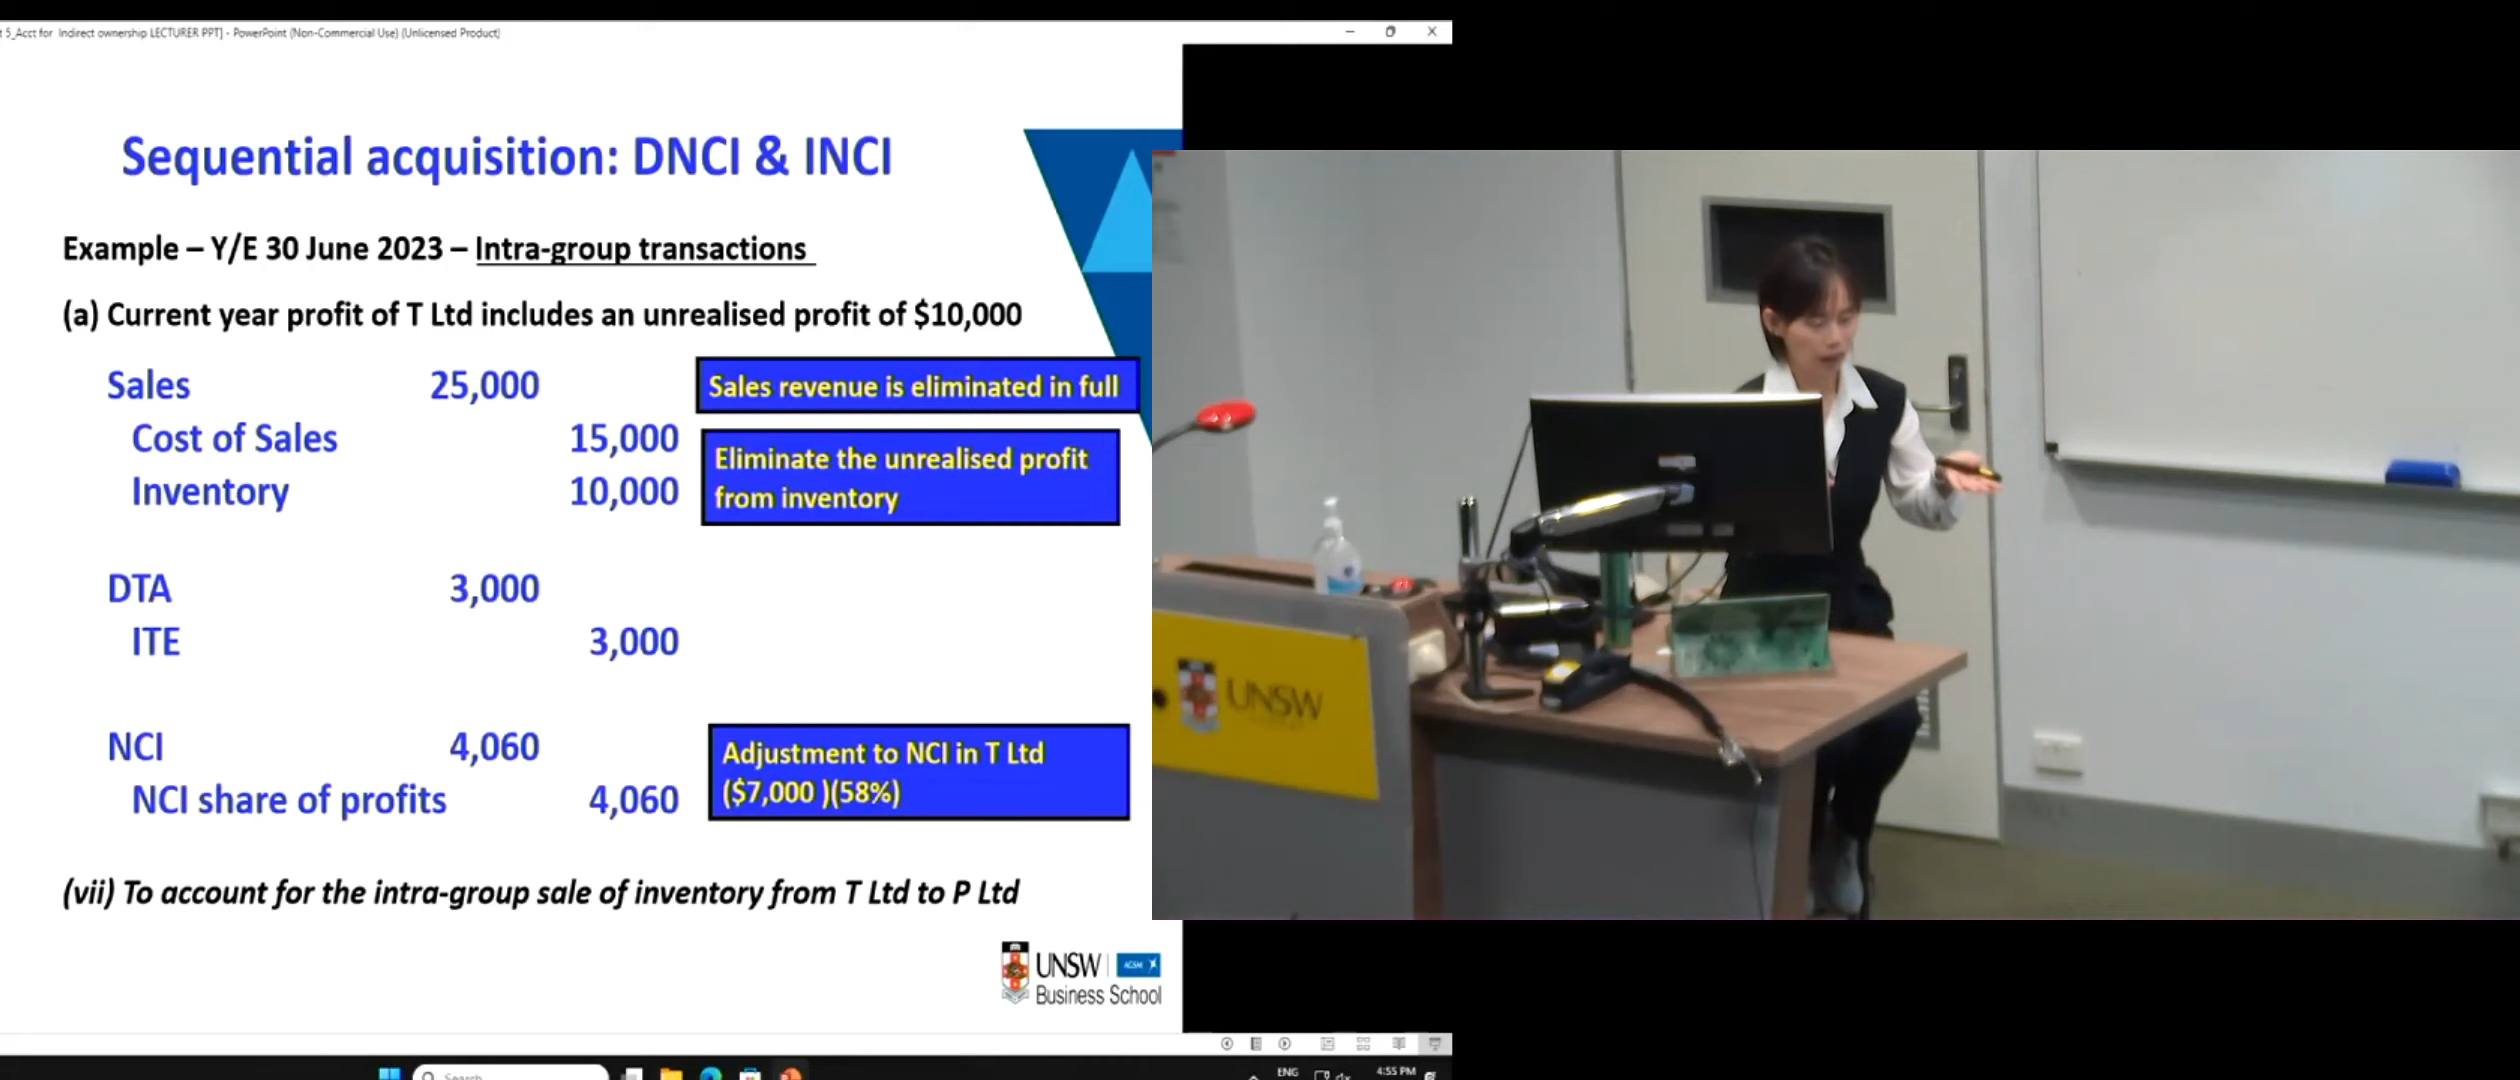 t 5_Acct for Indirect ownership LECTURER PPT] - PowerPoint (Non-Commercial Use) (Unlicensed Product)
Sequential acquisition: DNCI & INCI
Example – Y/E 30 June 2023 – Intra-group transactions
(a) Current year profit of T Ltd includes an unrealised profit of $10,000
Sales 25,000
Sales revenue is eliminated in full
Cost of Sales 15,000
Inventory 10,000
Eliminate the unrealised profit
from inventory
DTA 3,000
ITE 3,000
NCI 4,060
NCI share of profits 4,060
Adjustment to NCI in T Ltd
($7,000 )(58%)
(vii) To account for the intra-group sale of inventory from T Ltd to P Ltd
UNSW
AGSM
Business School
Search
ENG
4:55 PM
UNSW